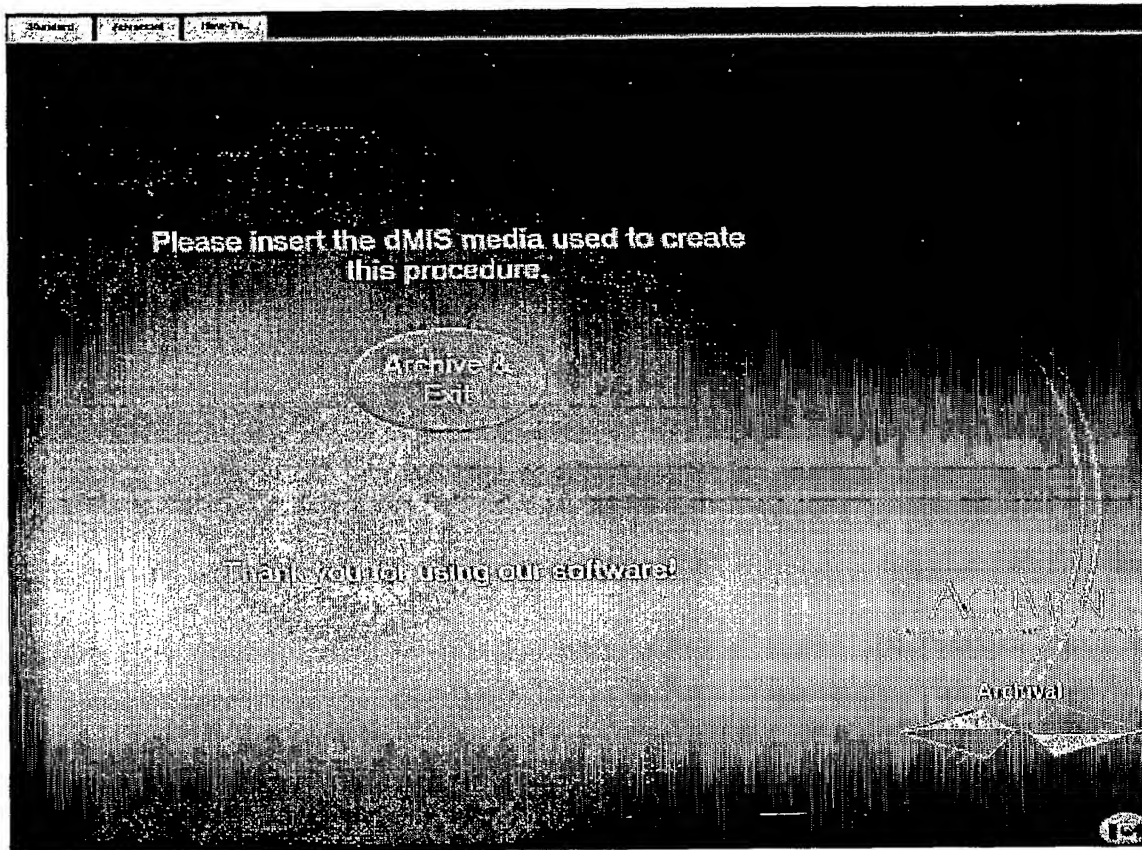 Standard Advanced How-To...
Please insert the dMIS media used to create
this procedure.
Archive &
Exit
Thank you for using our software!
Archival